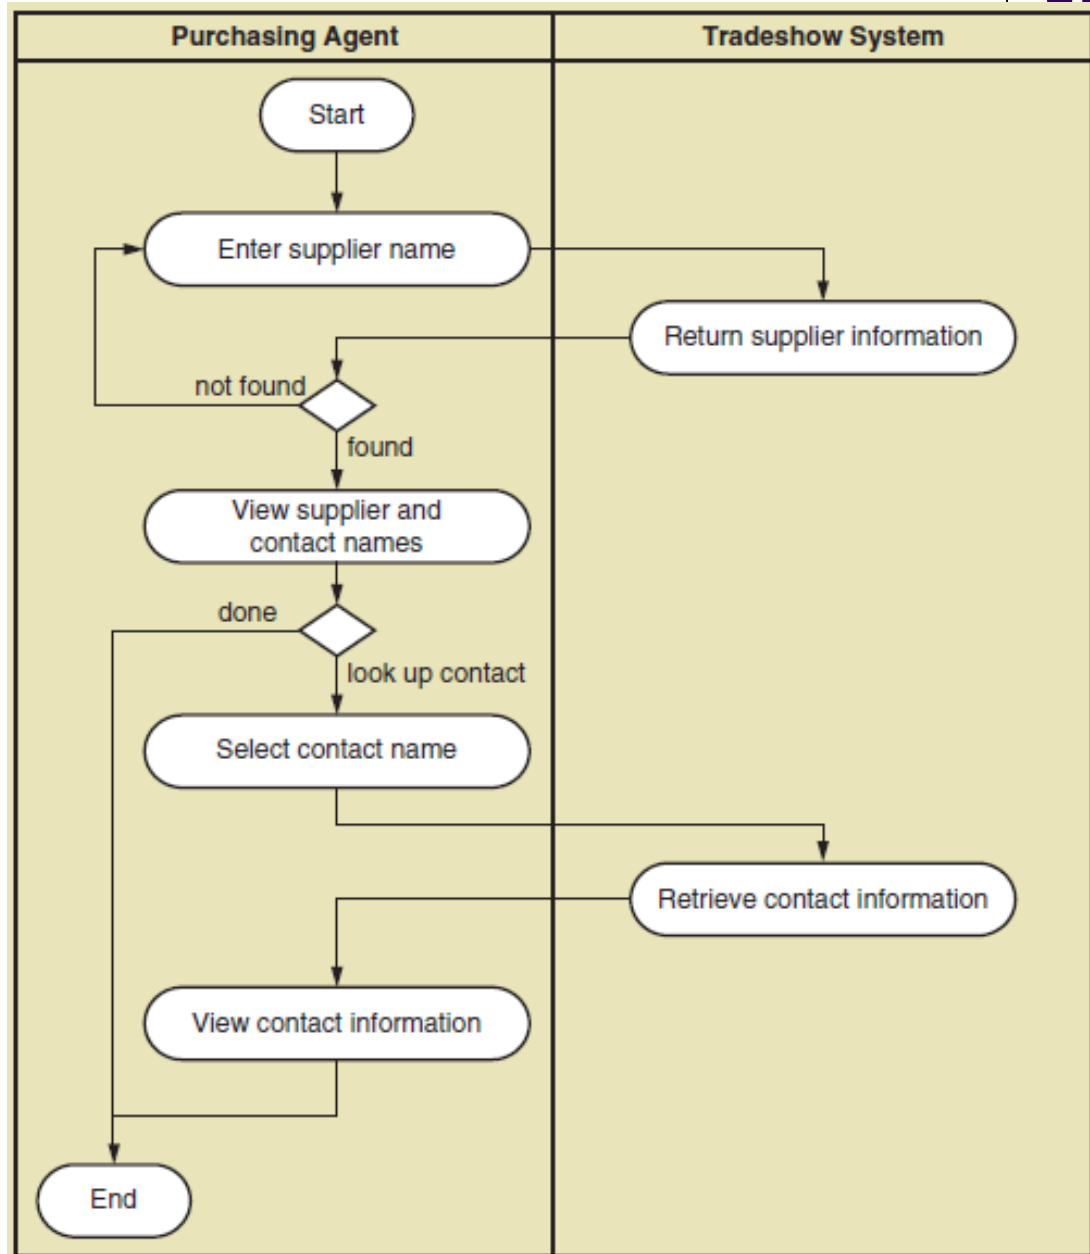 Purchasing Agent
Tradeshow System
Start
Enter supplier name
Return supplier information
not found
found
View supplier and
contact names
done
look up contact
Select contact name
Retrieve contact information
View contact information
End